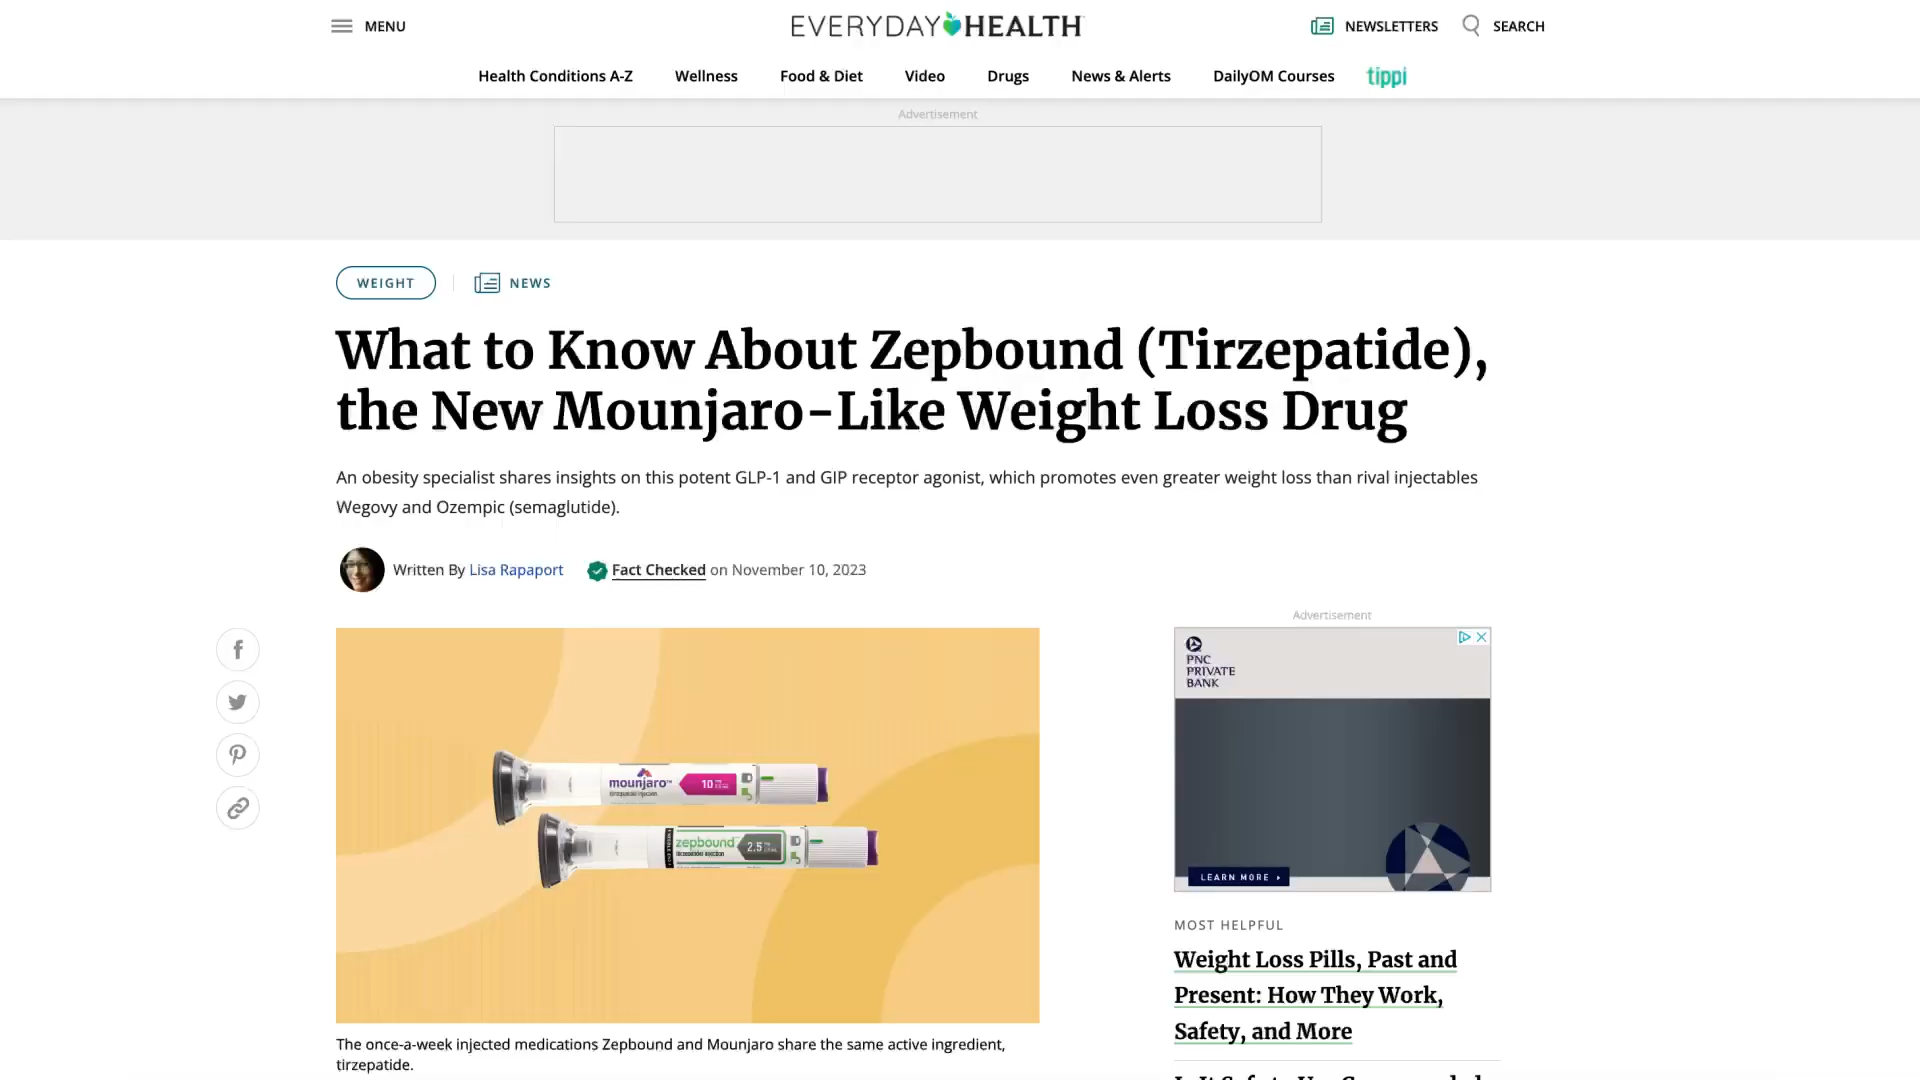 MENU
EVERYDAY HEALTH
NEWSLETTERS
SEARCH
Health Conditions A-Z
Wellness
Food & Diet
Video
Drugs
News & Alerts
DailyOM Courses
tippi
Advertisement
WEIGHT
NEWS
What to Know About Zepbound (Tirzepatide),
the New Mounjaro-Like Weight Loss Drug
An obesity specialist shares insights on this potent GLP-1 and GIP receptor agonist, which promotes even greater weight loss than rival injectables
Wegovy and Ozempic (semaglutide).
Written By Lisa Rapaport
Fact Checked on November 10, 2023
Advertisement
PNC
PRIVATE
BANK
LEARN MORE
mounjaro
10
zepbound
2.5
The once-a-week injected medications Zepbound and Mounjaro share the same active ingredient,
tirzepatide.
MOST HELPFUL
Weight Loss Pills, Past and
Present: How They Work,
Safety, and More